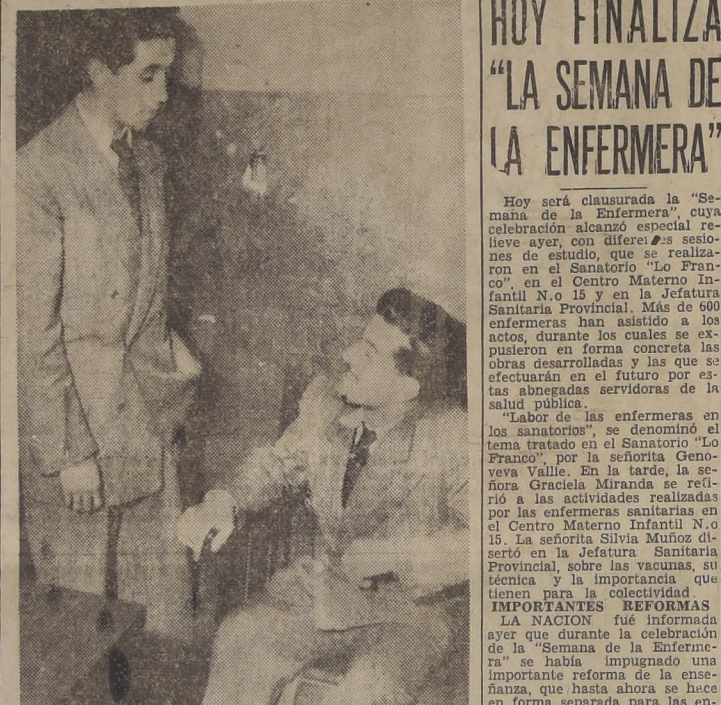 HOY FINALIZA
“LA SEMANA DE
LA ENFERMERA”
Hoy será clausurada la “Se-
mana de la Enfermera”, cuya
celebración alcanzó especial re-
lieve ayer, con sesio-
nes de estudio, que se realiza-
ron en el Sanatorio “Lo Fran-
co”, en el Centro Materno In-
fantil N.o 15 y en la Jefatura
Sanitaria Provincial. Más de 600
enfermeras han asistido a los
actos, durante los cuales se ex-
pusieron en forma concreta las
obras desarrolladas y las que se
efectuarán en el futuro por es-
tas abnegadas servidoras de la
salud pública.
“Labor de las enfermeras en
los sanatorios”, se denominó el
tema tratado en el Sanatorio “Lo
Franco”, por la señorita Geno-
veva Vallie. En la tarde, la se-
ñora Graciela Miranda se refi-
rió a las actividades realizadas
por las enfermeras sanitarias en
el Centro Materno Infantil N.o
15. La señorita Silvia Muñoz di-
sertó en la Jefatura Sanitaria
Provincial, sobre las vacunas, su
técnica y la importancia que
tienen para la colectividad.
IMPORTANTES REFORMAS
LA NACION fué informada
ayer que durante la celebración
de la “Semana de la Enferme-
ra” se había impugnado una
importante reforma de la ense-
ñanza, que hasta ahora se hace
en forma separada para las en-